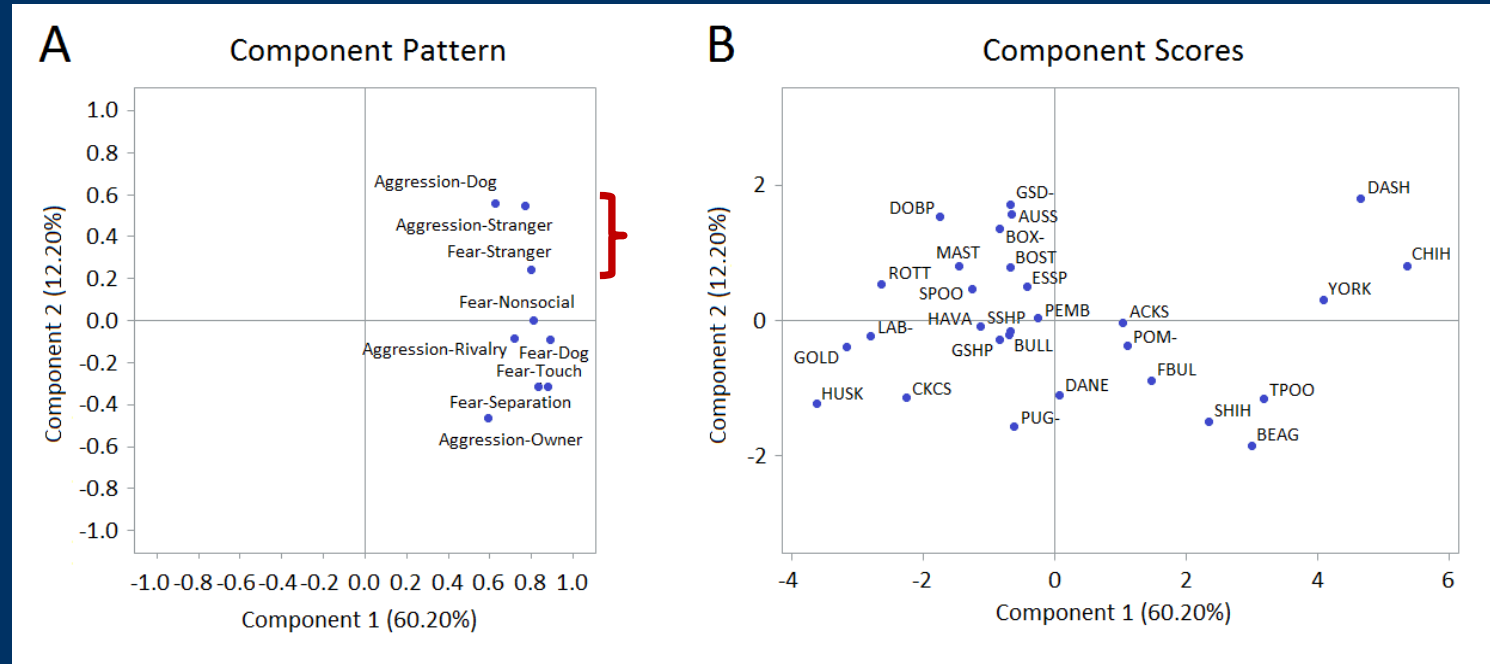 A
Component Pattern
Component 2 (12.20%)
1.0
0.8
0.6
0.4
0.2
0.0
-0.2
-0.4
-0.6
-0.8
-1.0
Aggression-Dog
Aggression-Stranger
Fear-Stranger
Fear-Nonsocial
Aggression-Rivalry
Fear-Dog
Fear-Touch
Fear-Separation
Aggression-Owner
-1.0 -0.8 -0.6 -0.4 -0.2 0.0 0.2 0.4 0.6 0.8 1.0
Component 1 (60.20%)
B
Component Scores
Component 2 (12.20%)
2
0
-2
DASH
GSD-
DOBP
AUSS
BOX-
MAST
BOST
CHIH
ROTT
ESSP
SPOO
YORK
HAVA
SSHP
PEMB
ACKS
LAB-
POM-
GOLD
GSHP
BULL
FBUL
HUSK
CKCS
DANE
TPOO
PUG-
SHIH
BEAG
-4 -2 0 2 4 6
Component 1 (60.20%)